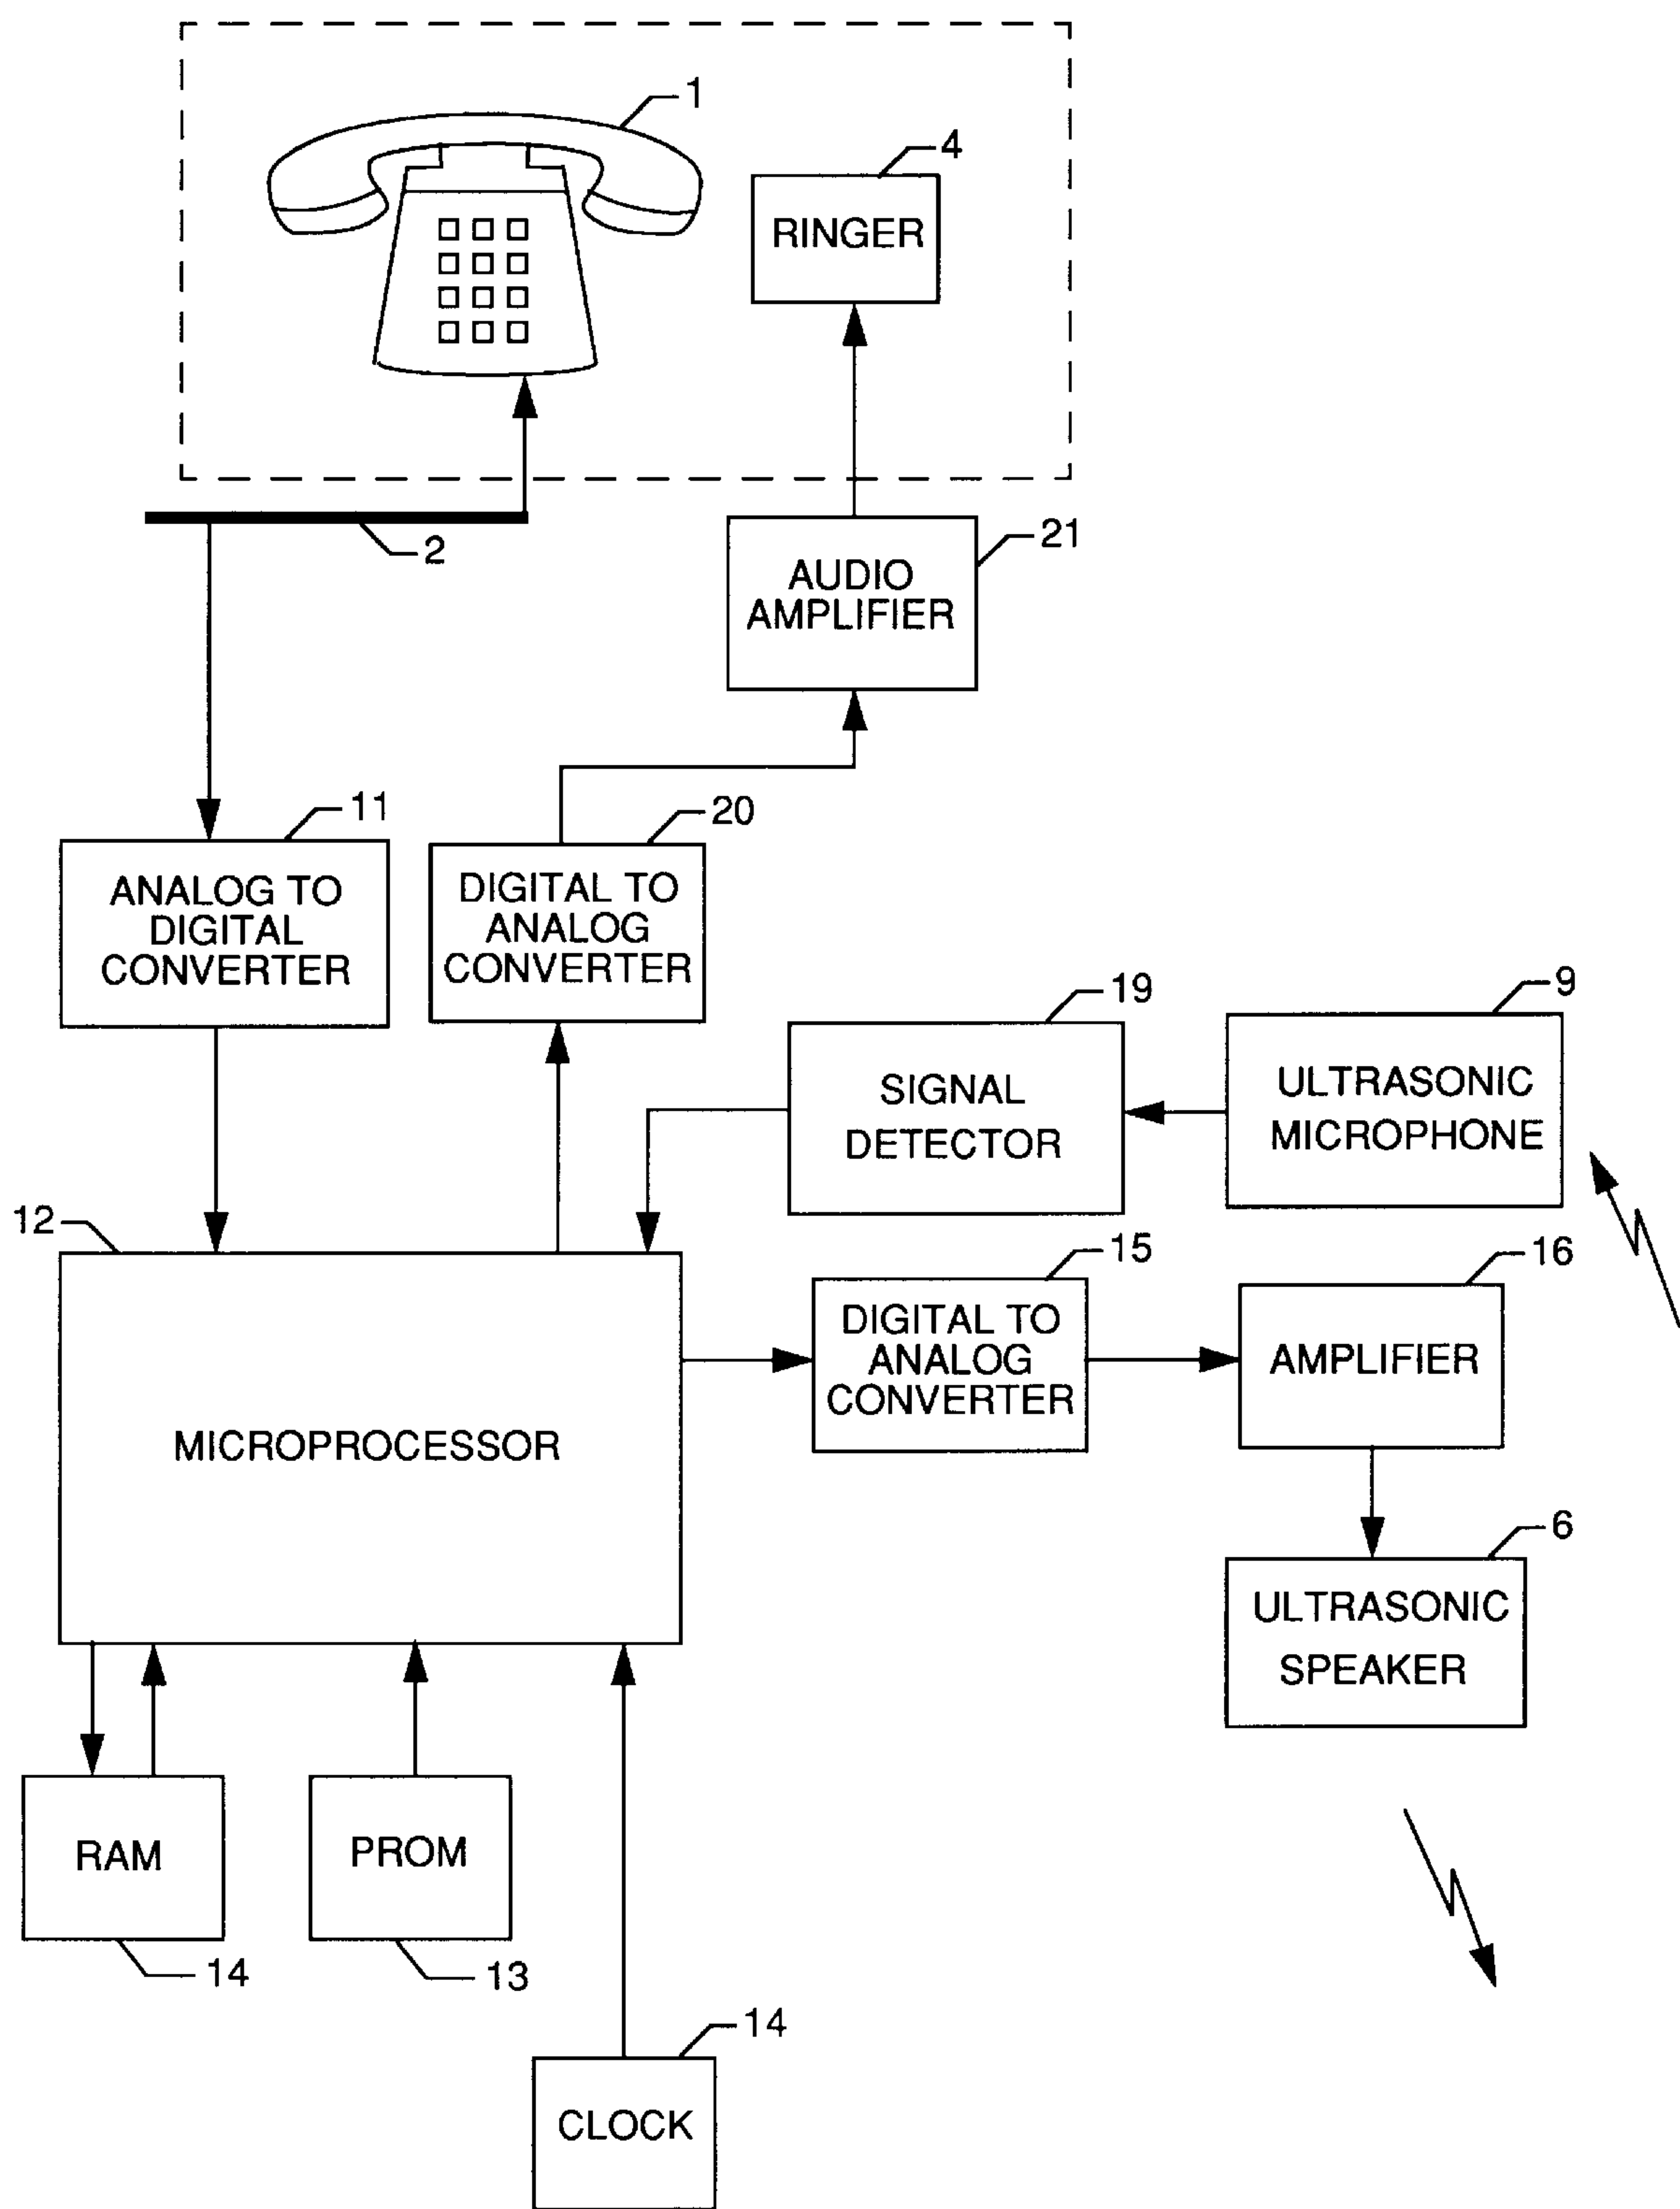 1
4
RINGER
2
21
AUDIO
AMPLIFIER
11
ANALOG TO
DIGITAL
CONVERTER
20
DIGITAL TO
ANALOG
CONVERTER
19
SIGNAL
DETECTOR
9
ULTRASONIC
MICROPHONE
12
MICROPROCESSOR
15
DIGITAL TO
ANALOG
CONVERTER
16
AMPLIFIER
6
ULTRASONIC
SPEAKER
RAM
14
PROM
13
14
CLOCK